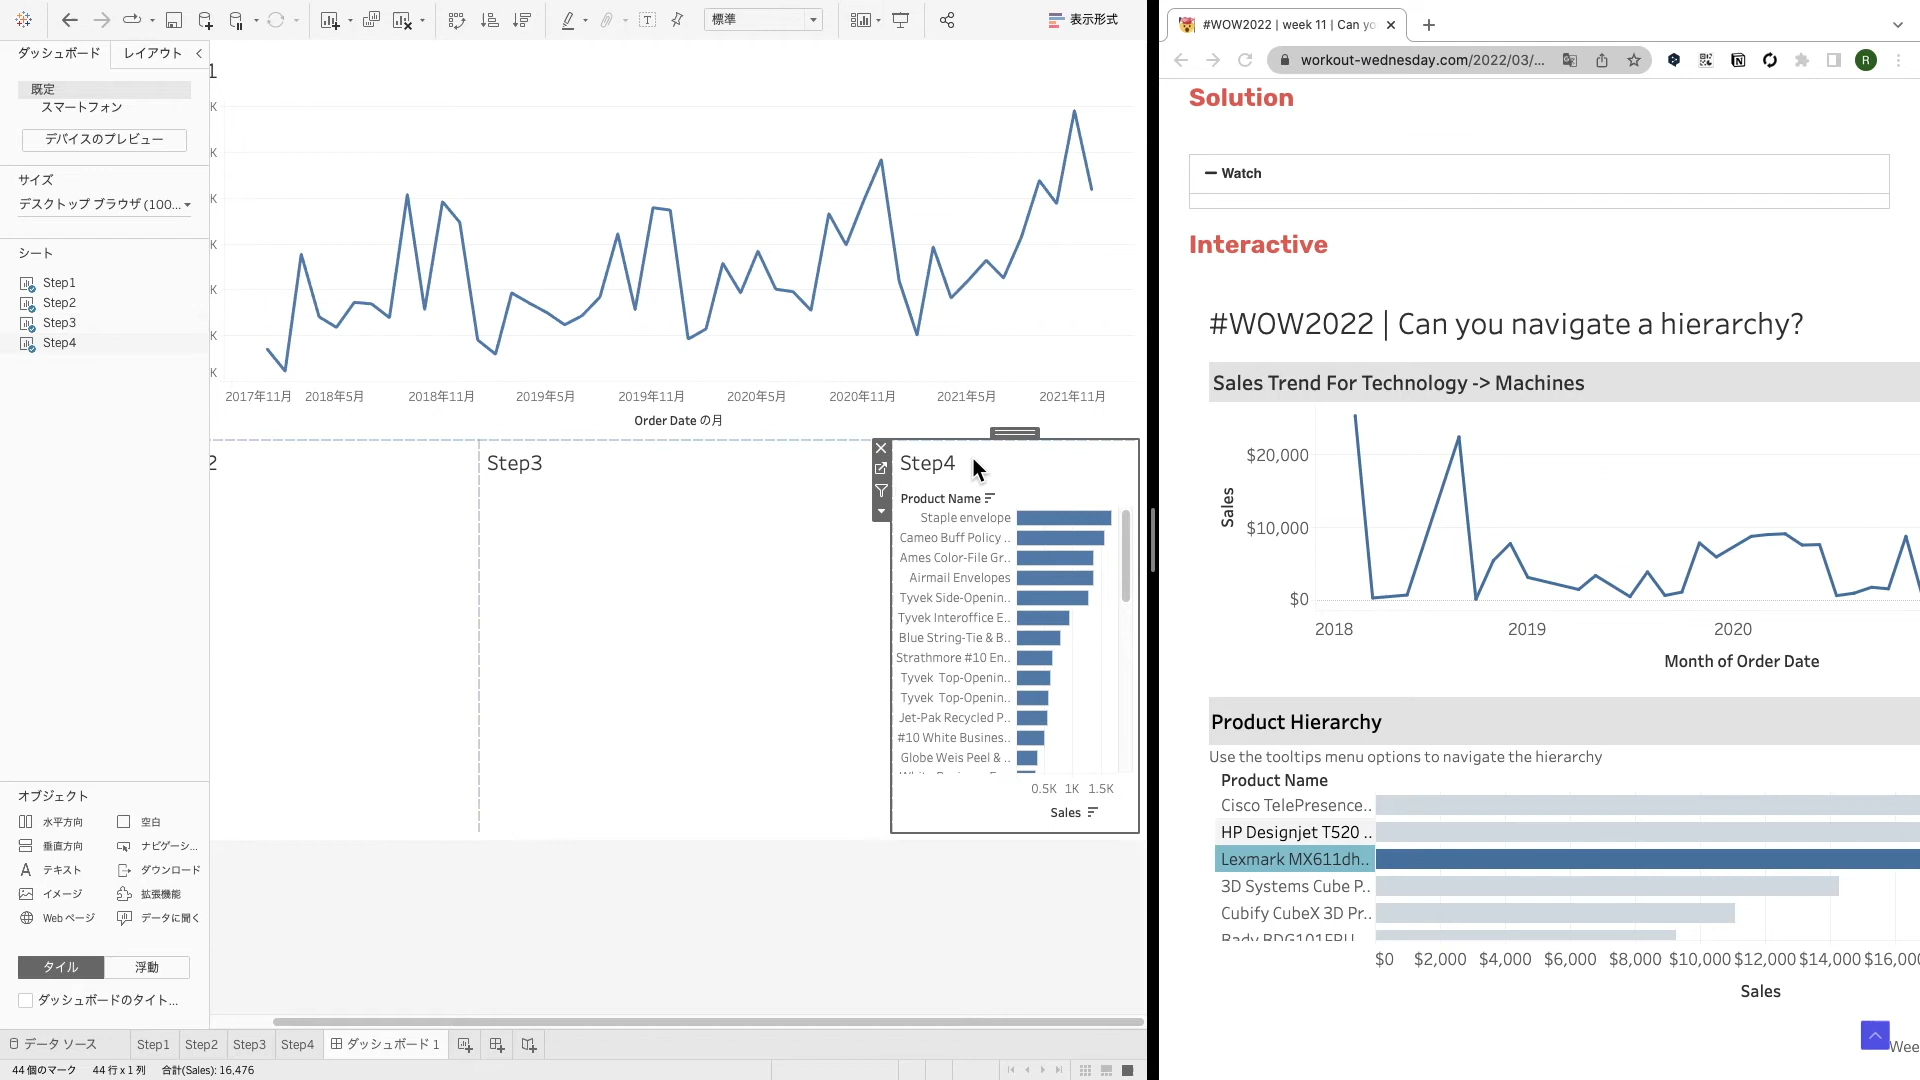 標準
表示形式
ダッシュボード
レイアウト
既定
スマートフォン
デバイスのプレビュー
サイズ
デスクトップ ブラウザ (100...
シート
Step1
Step2
Step3
Step4
オブジェクト
水平方向
空白
垂直方向
ナビゲーシ...
テキスト
ダウンロード
イメージ
拡張機能
Web ページ
データに聞く
タイル
浮動
ダッシュボードのタイト...
1
K
K
K
K
K
K
K
2017年11月
2018年5月
2018年11月
2019年5月
2019年11月
2020年5月
2020年11月
2021年5月
2021年11月
Order Date の月
2
Step3
Step4
Product Name
Staple envelope
Cameo Buff Policy ..
Ames Color-File Gr..
Airmail Envelopes
Tyvek Side-Openin..
Tyvek Interoffice E..
Blue String-Tie & B..
Strathmore #10 En..
Tyvek Top-Openin..
Tyvek Top-Openin..
Jet-Pak Recycled P..
#10 White Busines..
Globe Weis Peel & ..
0.5K 1K 1.5K
Sales
データ ソース
Step1
Step2
Step3
Step4
ダッシュボード 1
44 個のマーク
44 行 x 1 列
合計(Sales): 16,476
#WOW2022 | week 11 | Can yo
workout-wednesday.com/2022/03/...
R
Solution
Watch
Interactive
#WOW2022 | Can you navigate a hierarchy?
Sales Trend For Technology -> Machines
Sales
$20,000
$10,000
$0
2018
2019
2020
Month of Order Date
Product Hierarchy
Use the tooltips menu options to navigate the hierarchy
Product Name
Cisco TelePresence..
HP Designjet T520 ..
Lexmark MX611dh..
3D Systems Cube P..
Cubify CubeX 3D Pr..
$0 $2,000 $4,000 $6,000 $8,000 $10,000 $12,000 $14,000 $16,00
Sales
Wee